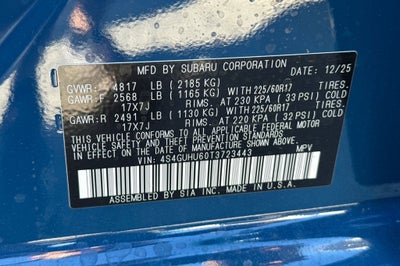 MFD BY SUBARU CORPORATION DATE: 12/25
GVWR: 4817 LB (2185 KG)
GAWR:F 2568 LB (1165 KG)WITH 225/60R17 TIRES.
17X7J RIMS. AT 230 KPA (33 PSI) COLD
GAWR:R 2491 LB (1130 KG)WITH 225/60R17 TIRES.
17X7J RIMS. AT 220 KPA (32 PSI) COLD
THIS VEHICLE CONFORMS TO ALL APPLICABLE FEDERAL MOTOR
VEHICLE SAFETY STANDARDS IN EFFECT ON THE DATE
OF MANUFACTURE SHOWN ABOVE.
VIN: 4S4GUHU60T3723443 MPV
ASSEMBLED BY SIA INC. MADE IN U.S.A.